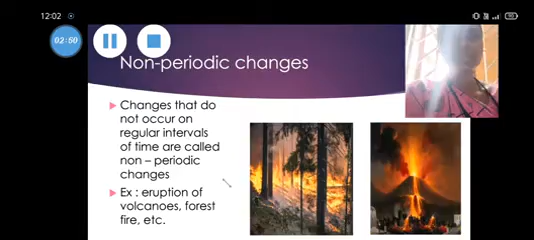 12:02
02:50
Non-periodic changes
Changes that do
not occur on
regular intervals
of time are called
non – periodic
changes
Ex : eruption of
volcanoes, forest
fire, etc.